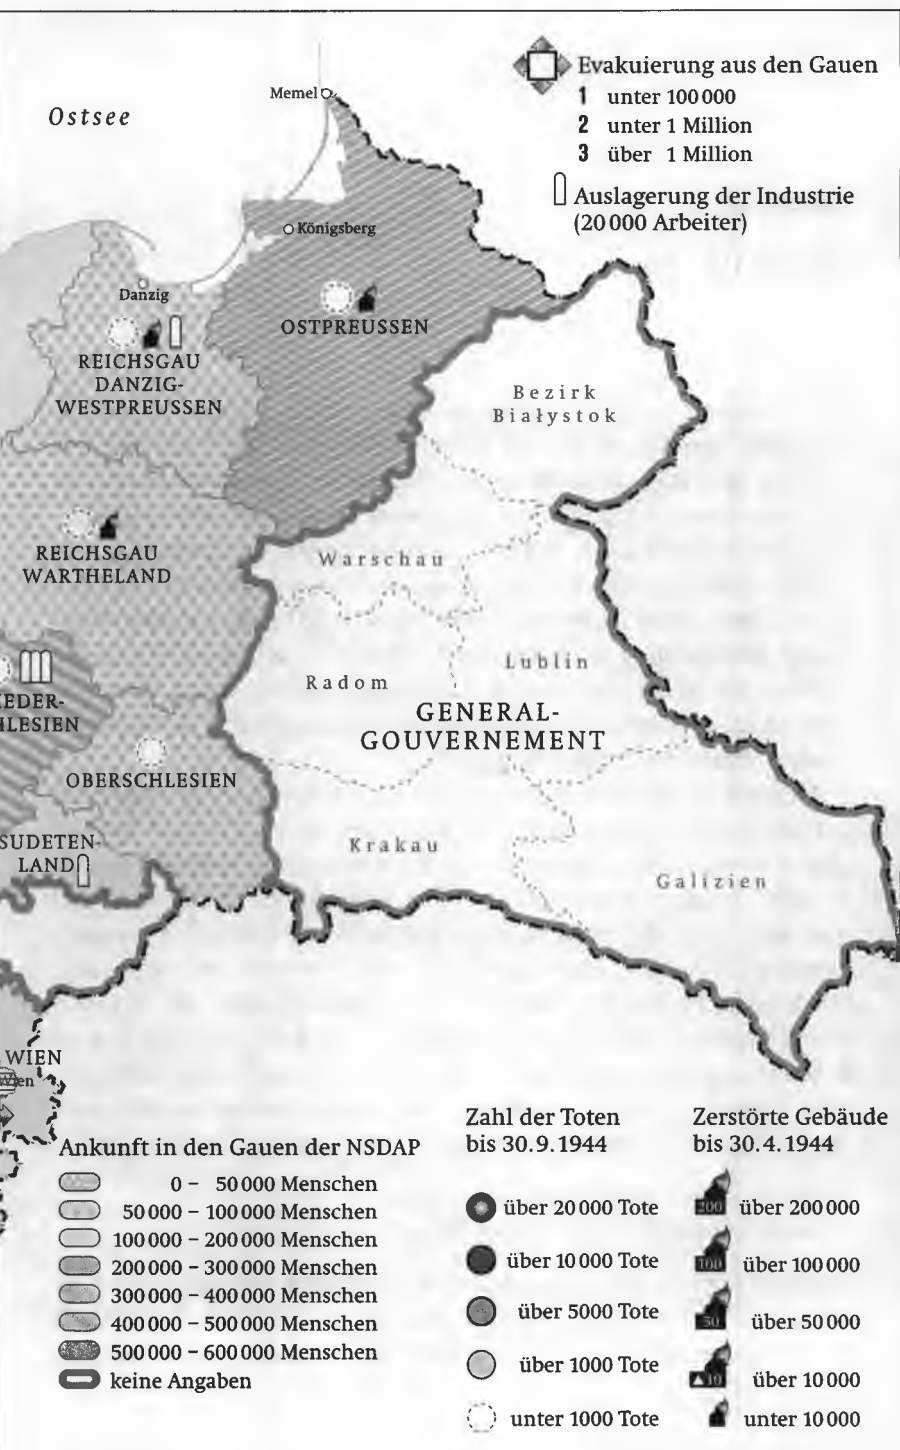 Ostsee
Memel
Evakuierung aus den Gauen
1 unter 100 000
2 unter 1 Million
3 über 1 Million
Auslagerung der Industrie
(20 000 Arbeiter)
Königsberg
Danzig
OSTPREUSSEN
REICHSGAU
DANZIG-
WESTPREUSSEN
Bezirk
Białystok
REICHSGAU
WARTHELAND
Warschau
Lublin
Radom
GENERAL-
GOUVERNEMENT
IEDER-
HLESIEN
OBERSCHLESIEN
SUDETEN-
LAND
Krakau
Galizien
WIEN
Zahl der Toten
bis 30.9.1944
über 20 000 Tote
über 10 000 Tote
über 5000 Tote
über 1000 Tote
unter 1000 Tote
Zerstörte Gebäude
bis 30.4.1944
200 über 200 000
100 über 100 000
50 über 50 000
10 über 10 000
unter 10 000
Ankunft in den Gauen der NSDAP
0 – 50 000 Menschen
50 000 – 100 000 Menschen
100 000 – 200 000 Menschen
200 000 – 300 000 Menschen
300 000 – 400 000 Menschen
400 000 – 500 000 Menschen
500 000 – 600 000 Menschen
keine Angaben